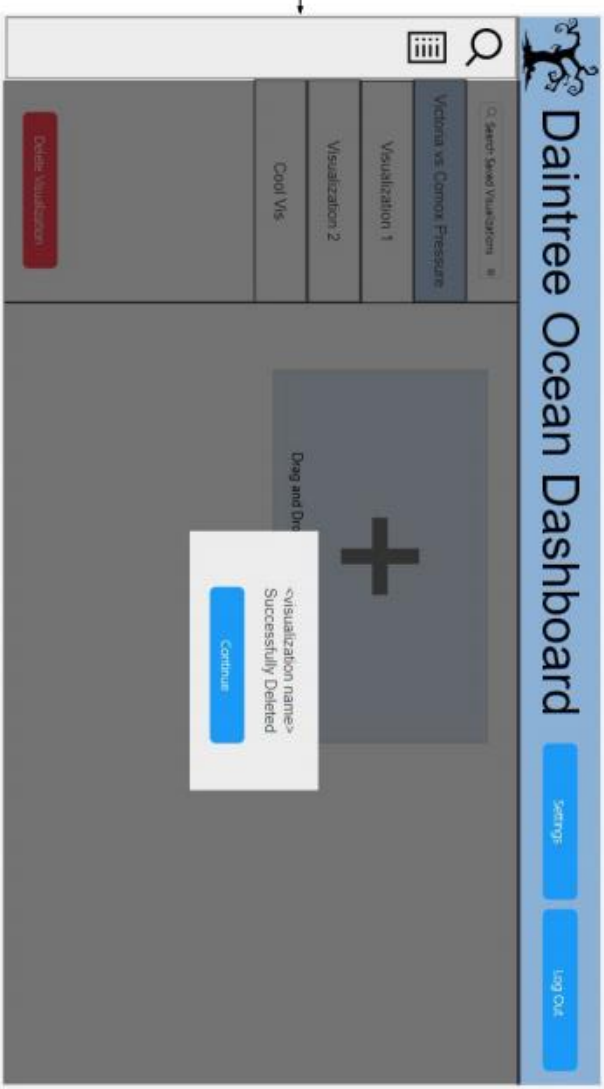 Daintree Ocean Dashboard
Settings
Log Out
Search Saved Visualizations
Victoria vs Comox Pressure
Visualization 1
Visualization 2
Cool Vis
Delete Visualization
Drag and Dro
<visualization name>
Successfully Deleted
Continue